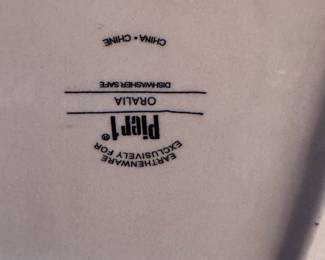 EARTHENWARE
EXCLUSIVELY FOR
Pier 1®
ORALIA
DISHWASHER SAFE
CHINA • CHINE